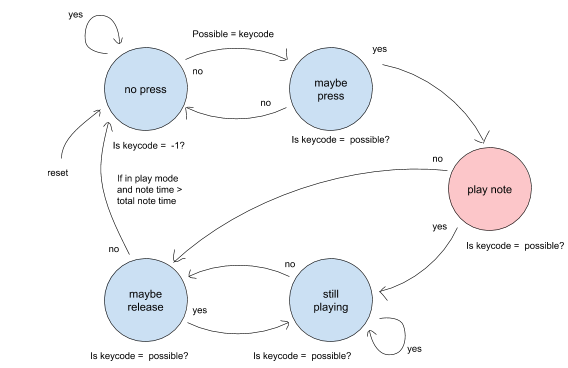 yes
Possible = keycode
yes
no press
no
maybe
press
no
Is keycode = -1?
Is keycode = possible?
no
reset
If in play mode
and note time >
total note time
play note
yes
Is keycode = possible?
no
no
maybe
release
yes
still
playing
yes
Is keycode = possible?
Is keycode = possible?